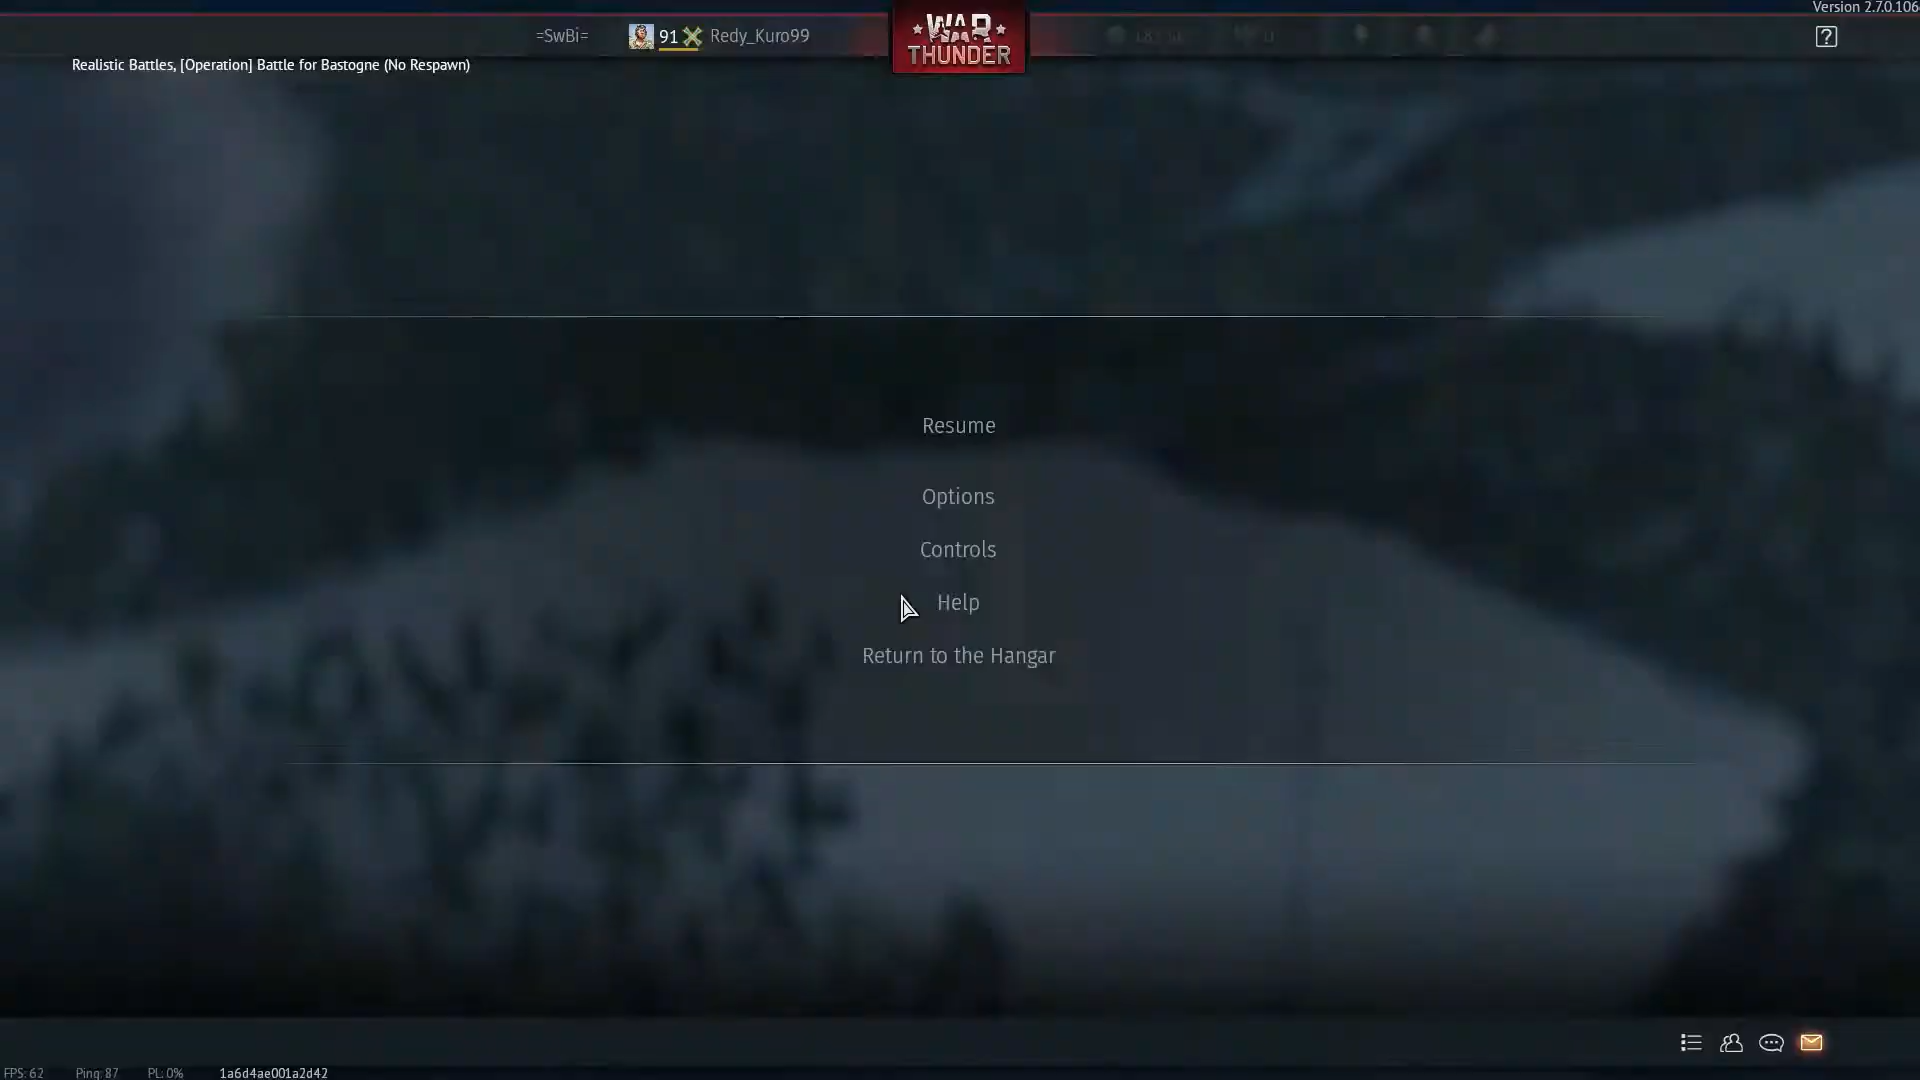 Version 2.7.0.106
=SwBi= 91 Redy_Kuro99
WAR THUNDER
Realistic Battles, [Operation] Battle for Bastogne (No Respawn)
Resume
Options
Controls
Help
Return to the Hangar
FPS: 62 Ping: 87 PL: 0% 1a6d4ae001a2d42